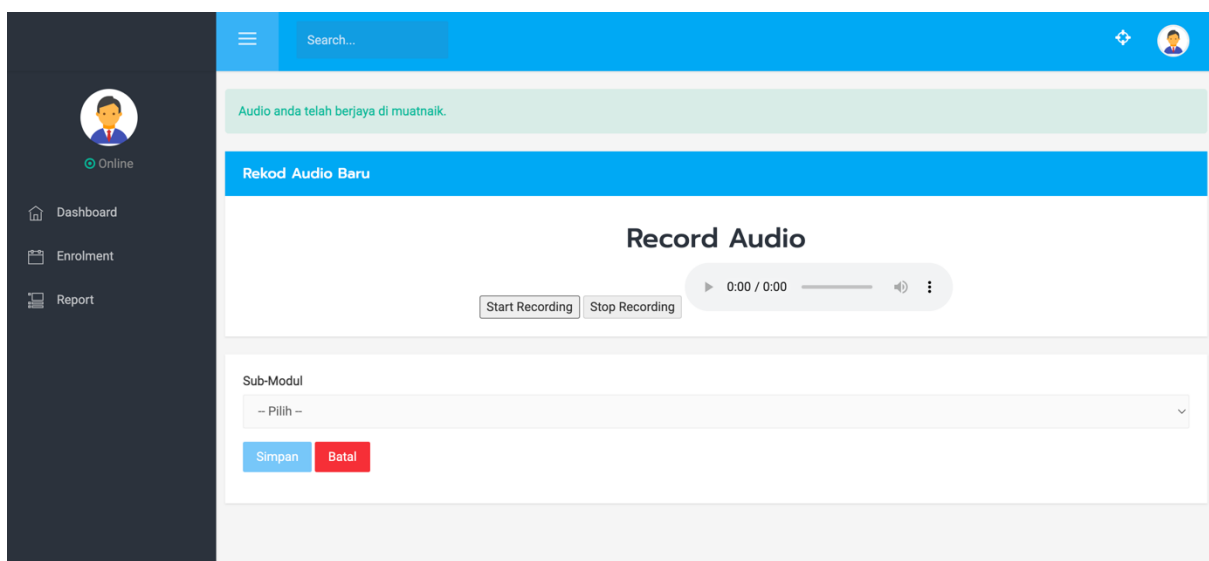 Search...
Online
Dashboard
Enrolment
Report
Audio anda telah berjaya di muatnaik.
Rekod Audio Baru
Record Audio
Start Recording Stop Recording 0:00 / 0:00
Sub-Modul
-- Pilih --
Simpan Batal